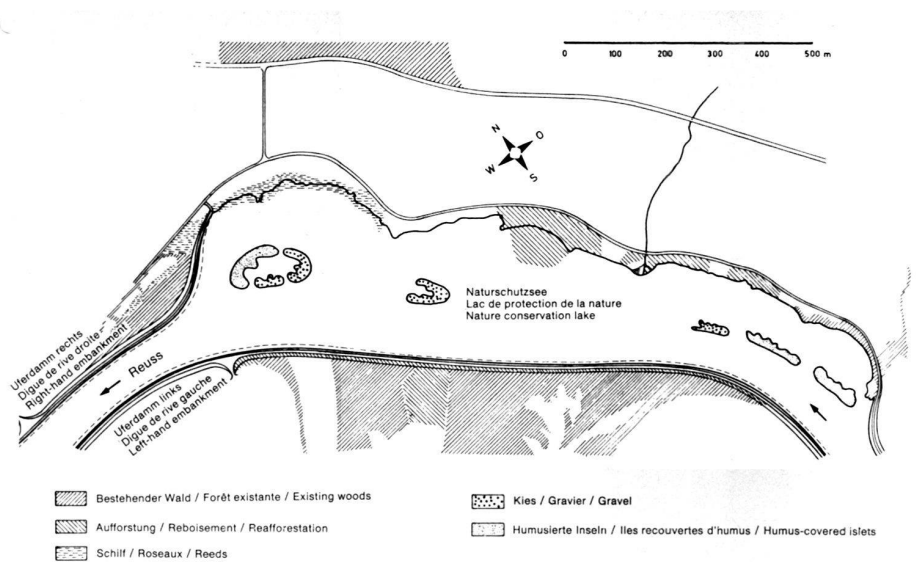 0 100 200 300 400 500 m
N
O
W
S
Naturschutzsee
Lac de protection de la nature
Nature conservation lake
Uferdamm rechts
Digue de rive droite
Right-hand embankment
Reuss
Uferdamm links
Digue de rive gauche
Left-hand embankment
Bestehender Wald / Forêt existante / Existing woods
Aufforstung / Reboisement / Reafforestation
Schilf / Roseaux / Reeds
Kies / Gravier / Gravel
Humusierte Inseln / Iles recouvertes d'humus / Humus-covered islets